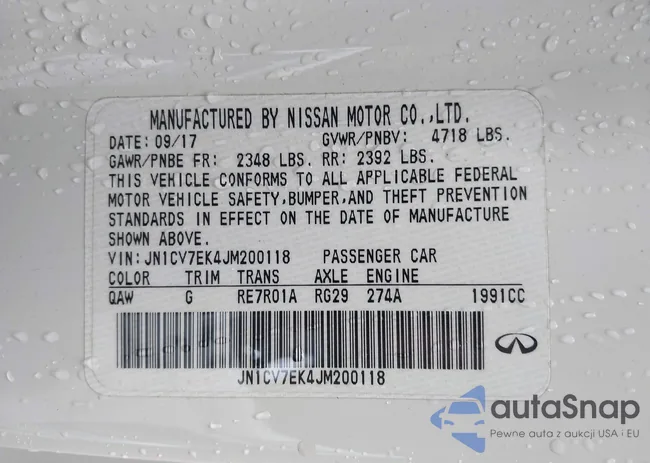 MANUFACTURED BY NISSAN MOTOR CO.,LTD.
DATE: 09/17 GVWR/PNBV: 4718 LBS.
GAWR/PNBE FR: 2348 LBS. RR: 2392 LBS.
THIS VEHICLE CONFORMS TO ALL APPLICABLE FEDERAL
MOTOR VEHICLE SAFETY,BUMPER,AND THEFT PREVENTION
STANDARDS IN EFFECT ON THE DATE OF MANUFACTURE
SHOWN ABOVE.
VIN:JN1CV7EK4JM200118 PASSENGER CAR
COLOR TRIM TRANS AXLE ENGINE
QAW G RE7R01A RG29 274A 1991CC
JN1CV7EK4JM200118
autaSnap
Pewne auta z aukcji USA i EU